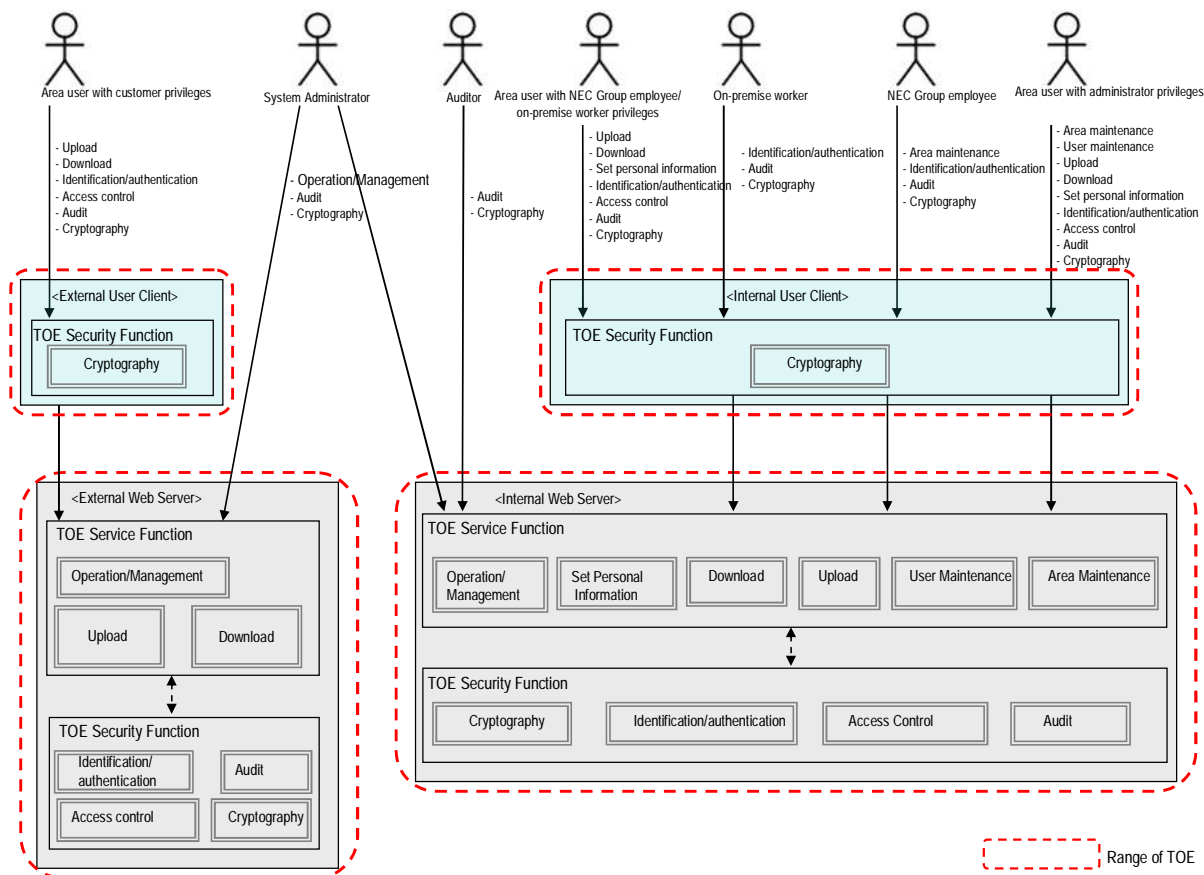 Area user with customer privileges
System Administrator
Auditor
Area user with NEC Group employee/
on-premise worker privileges
On-premise worker
NEC Group employee
Area user with administrator privileges
- Upload
- Download
- Identification/authentication
- Access control
- Audit
- Cryptography
- Operation/Management
- Audit
- Cryptography
- Audit
- Cryptography
- Upload
- Download
- Set personal information
- Identification/authentication
- Access control
- Audit
- Cryptography
- Identification/authentication
- Audit
- Cryptography
- Area maintenance
- Identification/authentication
- Audit
- Cryptography
- Area maintenance
- User maintenance
- Upload
- Download
- Set personal information
- Identification/authentication
- Access control
- Audit
- Cryptography
<External User Client>
TOE Security Function
Cryptography
<Internal User Client>
TOE Security Function
Cryptography
<External Web Server>
TOE Service Function
Operation/Management
Upload
Download
TOE Security Function
Identification/
authentication
Audit
Access control
Cryptography
<Internal Web Server>
TOE Service Function
Operation/
Management
Set Personal
Information
Download
Upload
User Maintenance
Area Maintenance
TOE Security Function
Cryptography
Identification/authentication
Access Control
Audit
Range of TOE